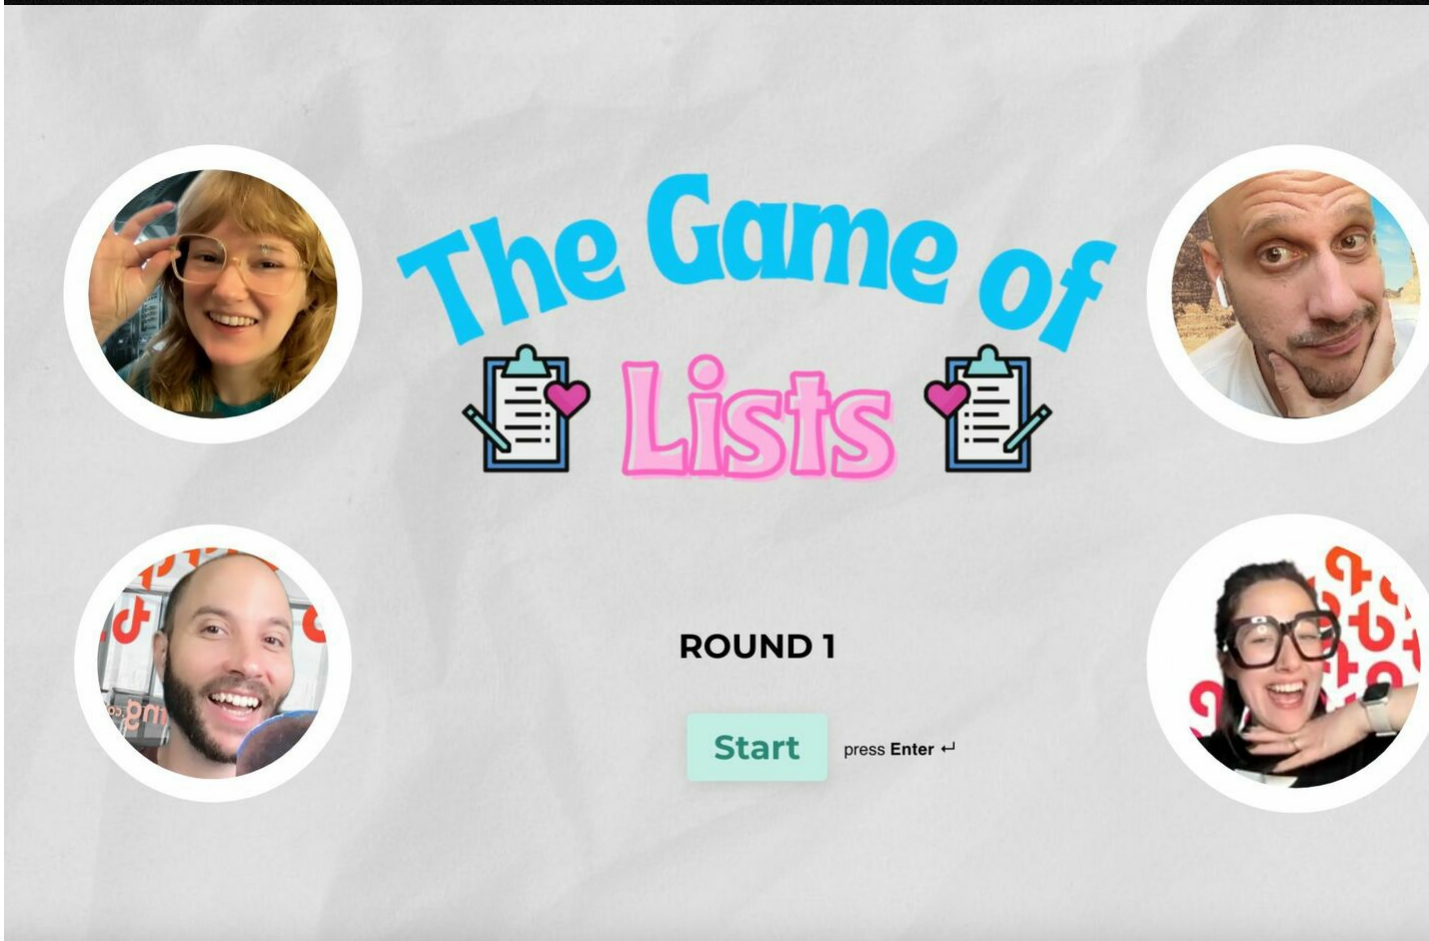 The Game of
Lists
ROUND 1
Start
press Enter ↵